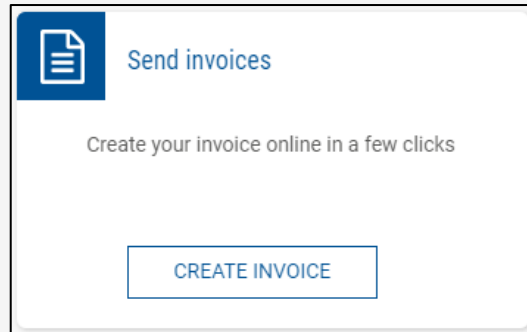 Send invoices
Create your invoice online in a few clicks
CREATE INVOICE